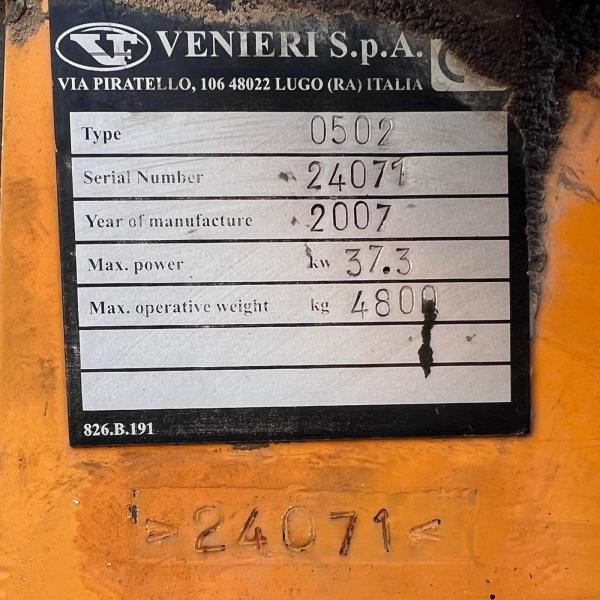 VF VENIERI S.p.A.
VIA PIRATELLO, 106 48022 LUGO (RA) ITALIA
Type 0502
Serial Number 24071
Year of manufacture 2007
Max. power kw 37.3
Max. operative weight kg 4800
826.B.191
>24071<